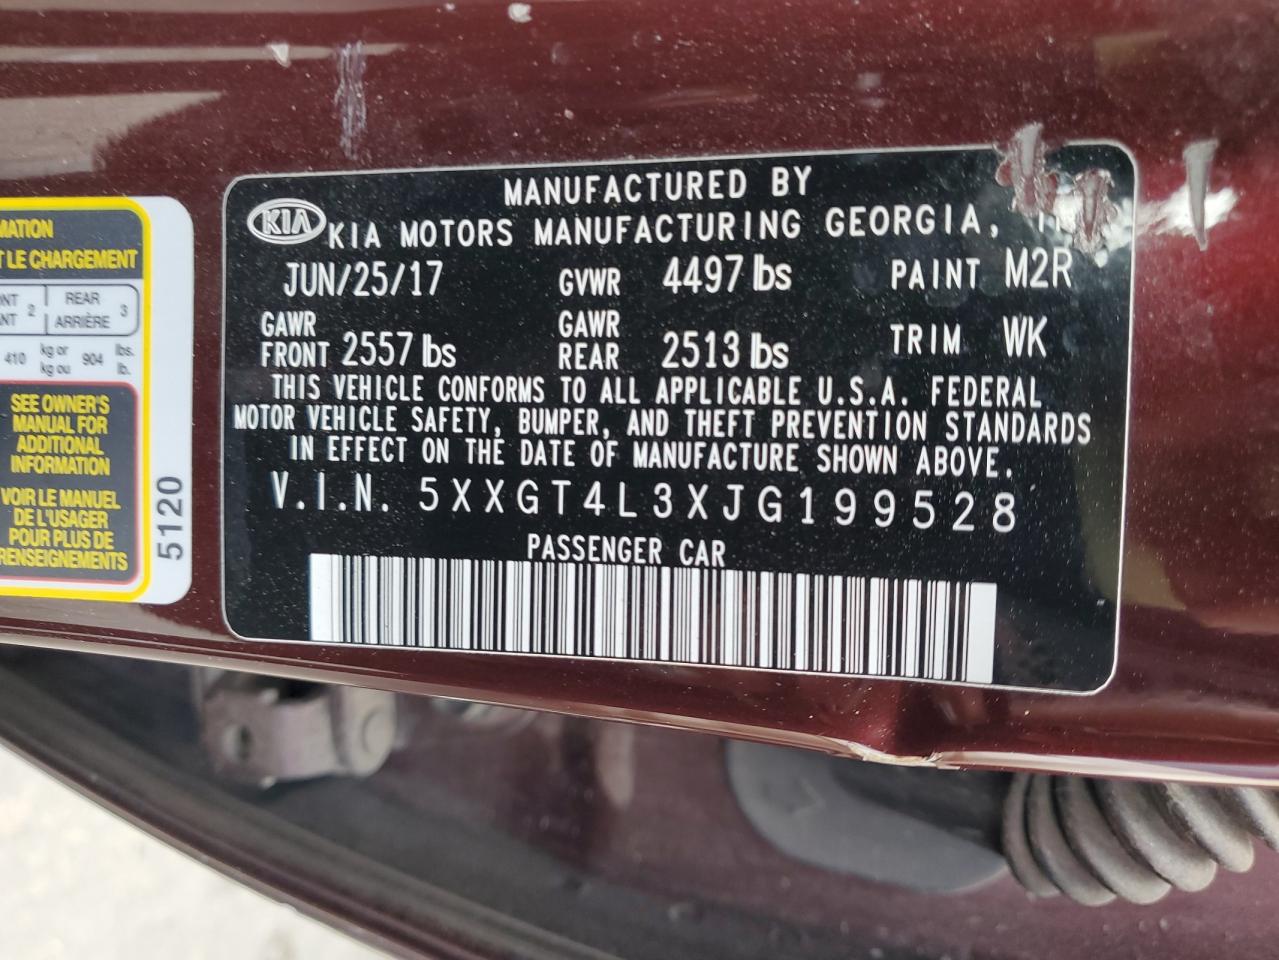 MATION
T LE CHARGEMENT
2 REAR 3
ARRIÈRE
410 kg or 904 lbs.
kg ou lb.
SEE OWNER'S
MANUAL FOR
ADDITIONAL
INFORMATION
VOIR LE MANUEL
DE L'USAGER
POUR PLUS DE
RENSEIGNEMENTS
5120
MANUFACTURED BY
KIA KIA MOTORS MANUFACTURING GEORGIA,
JUN/25/17 GVWR 4497 lbs PAINT M2R
GAWR GAWR
FRONT 2557 lbs REAR 2513 lbs TRIM WK
THIS VEHICLE CONFORMS TO ALL APPLICABLE U.S.A. FEDERAL
MOTOR VEHICLE SAFETY, BUMPER, AND THEFT PREVENTION STANDARDS
IN EFFECT ON THE DATE OF MANUFACTURE SHOWN ABOVE.
V.I.N. 5XXGT4L3XJG199528
PASSENGER CAR